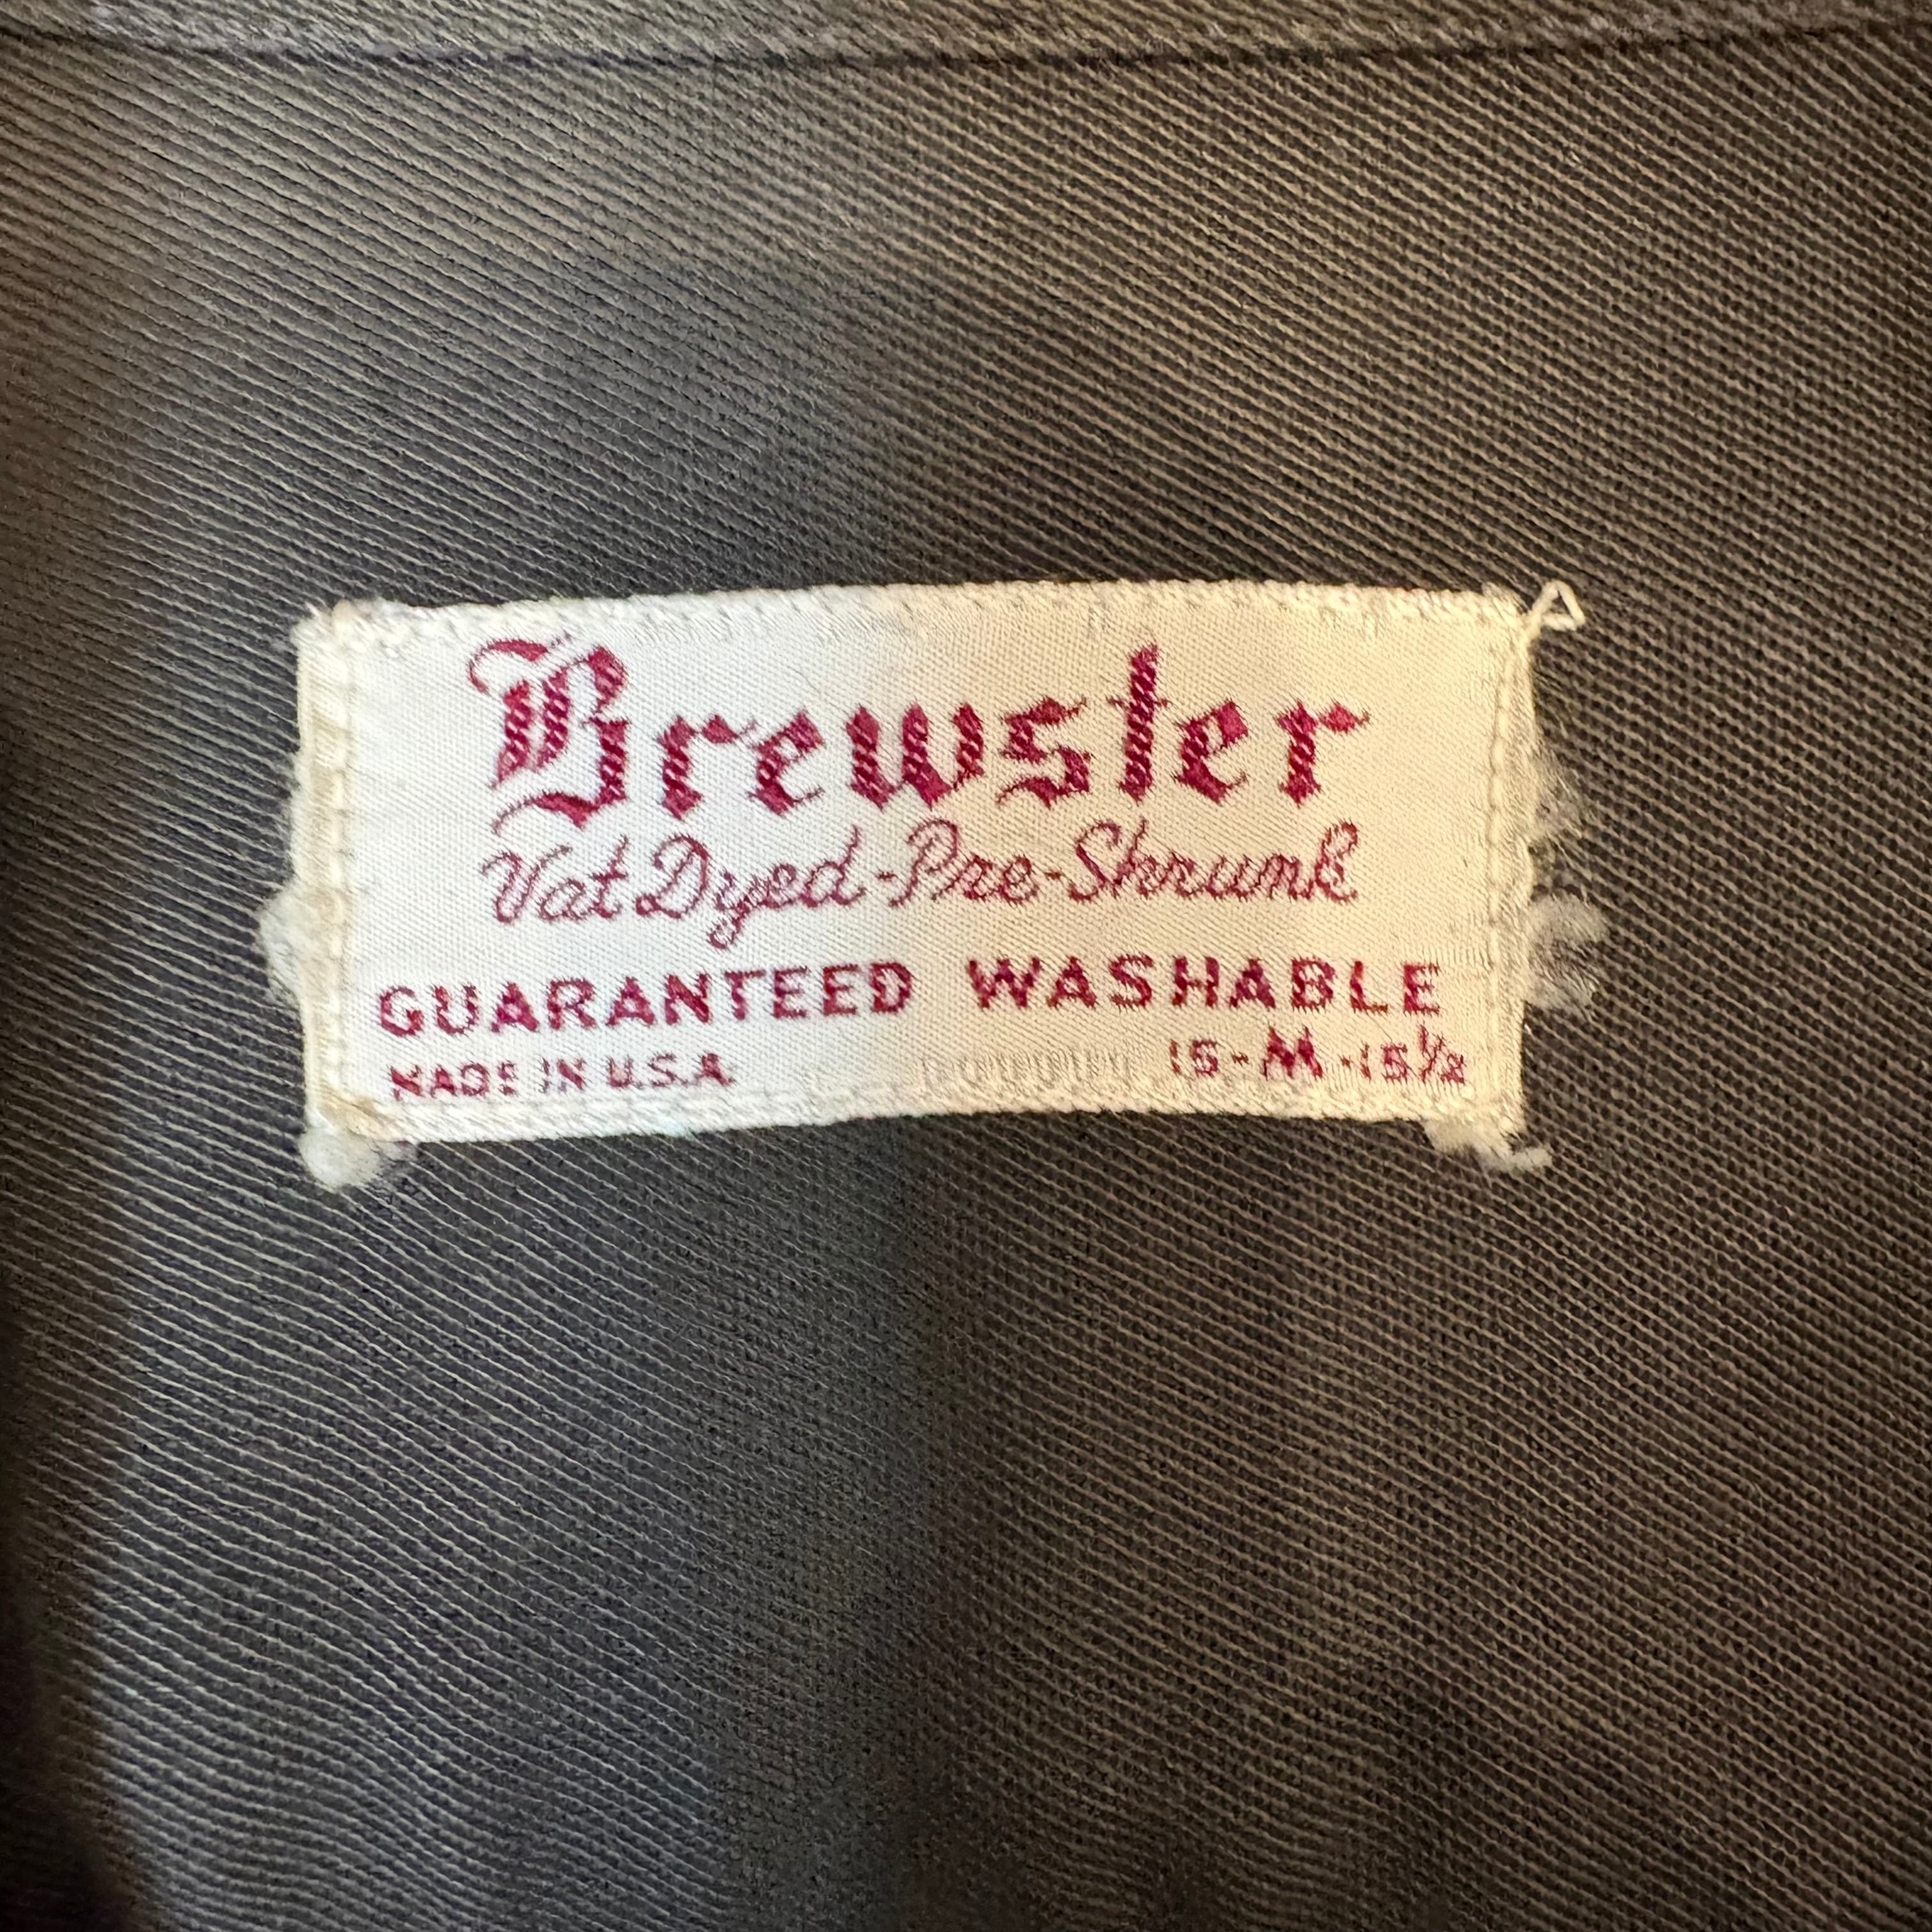 Brewster
Vat Dyed-Pre-Shrunk
GUARANTEED WASHABLE
MADE IN U.S.A. 15-M-15½